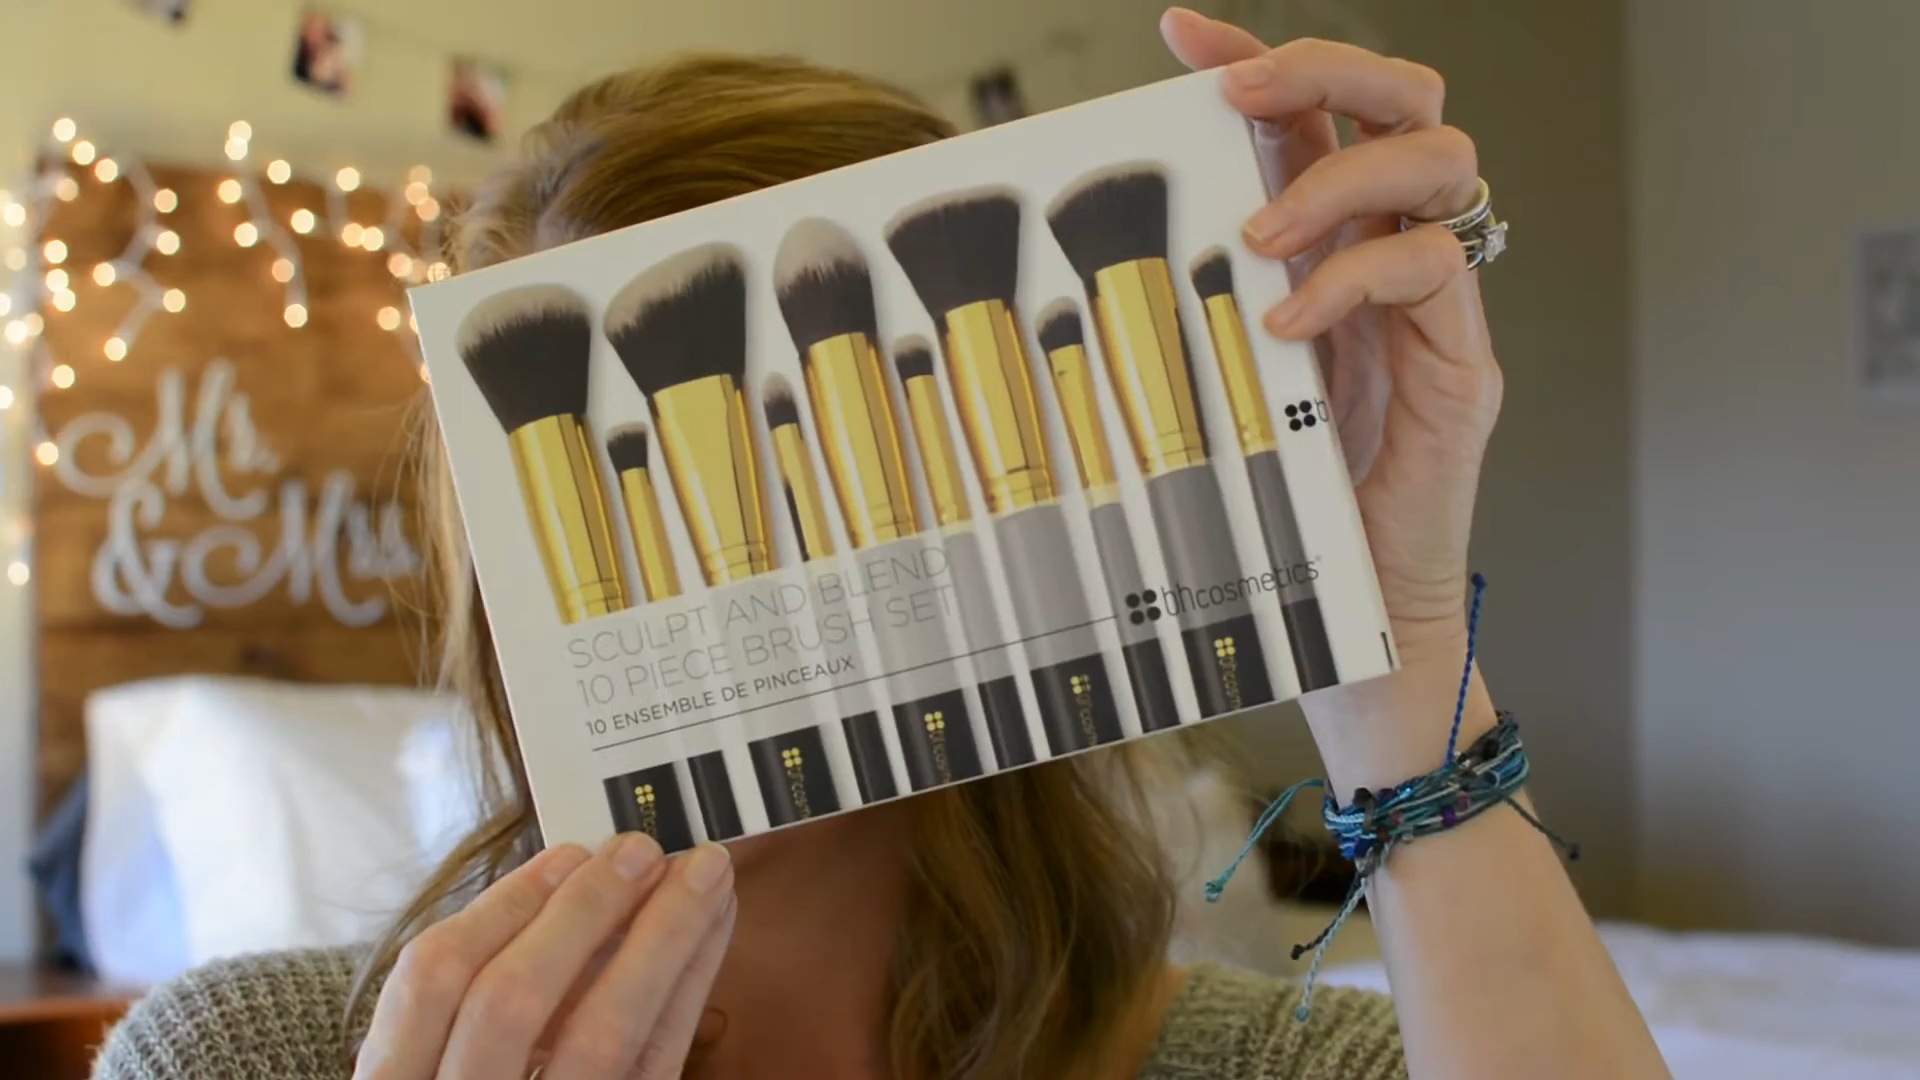 Mr.
& Mrs.
SCULPT AND BLEND
10 PIECE BRUSH SET
10 ENSEMBLE DE PINCEAUX
bhcosmetics®